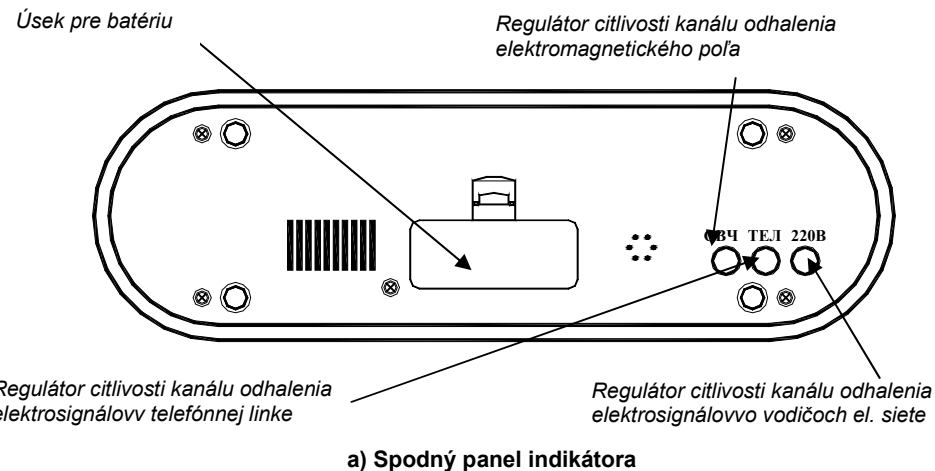 Úsek pre batériu
Regulátor citlivosti kanálu odhalenia
elektromagnetického poľa
СВЧ ТЕЛ 220В
Regulátor citlivosti kanálu odhalenia
elektrosignálovv telefónnej linke
Regulátor citlivosti kanálu odhalenia
elektrosignálovvo vodičoch el. siete
a) Spodný panel indikátora